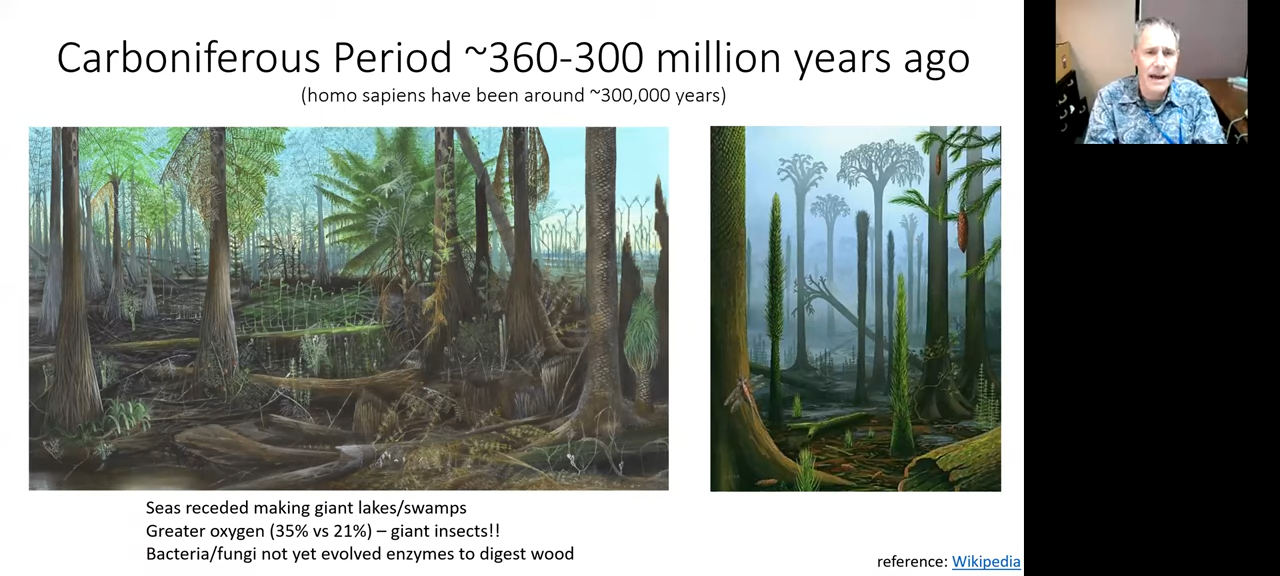 Carboniferous Period ~360-300 million years ago
(homo sapiens have been around ~300,000 years)
Seas receded making giant lakes/swamps
Greater oxygen (35% vs 21%) – giant insects!!
Bacteria/fungi not yet evolved enzymes to digest wood
reference: Wikipedia